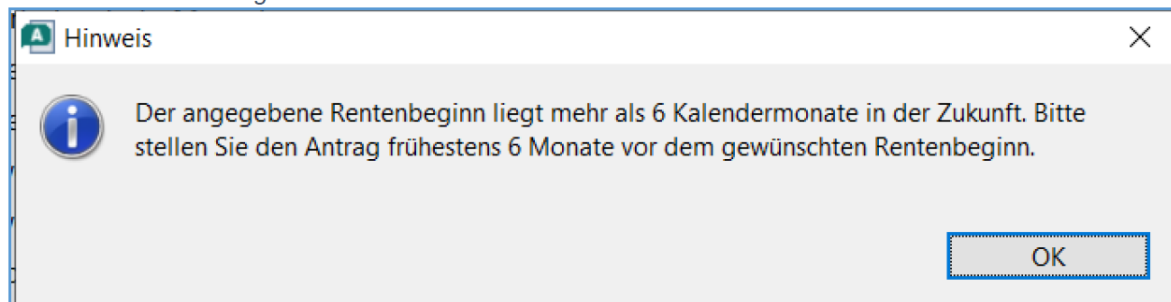 Hinweis
Der angegebene Rentenbeginn liegt mehr als 6 Kalendermonate in der Zukunft. Bitte
stellen Sie den Antrag frühestens 6 Monate vor dem gewünschten Rentenbeginn.
OK